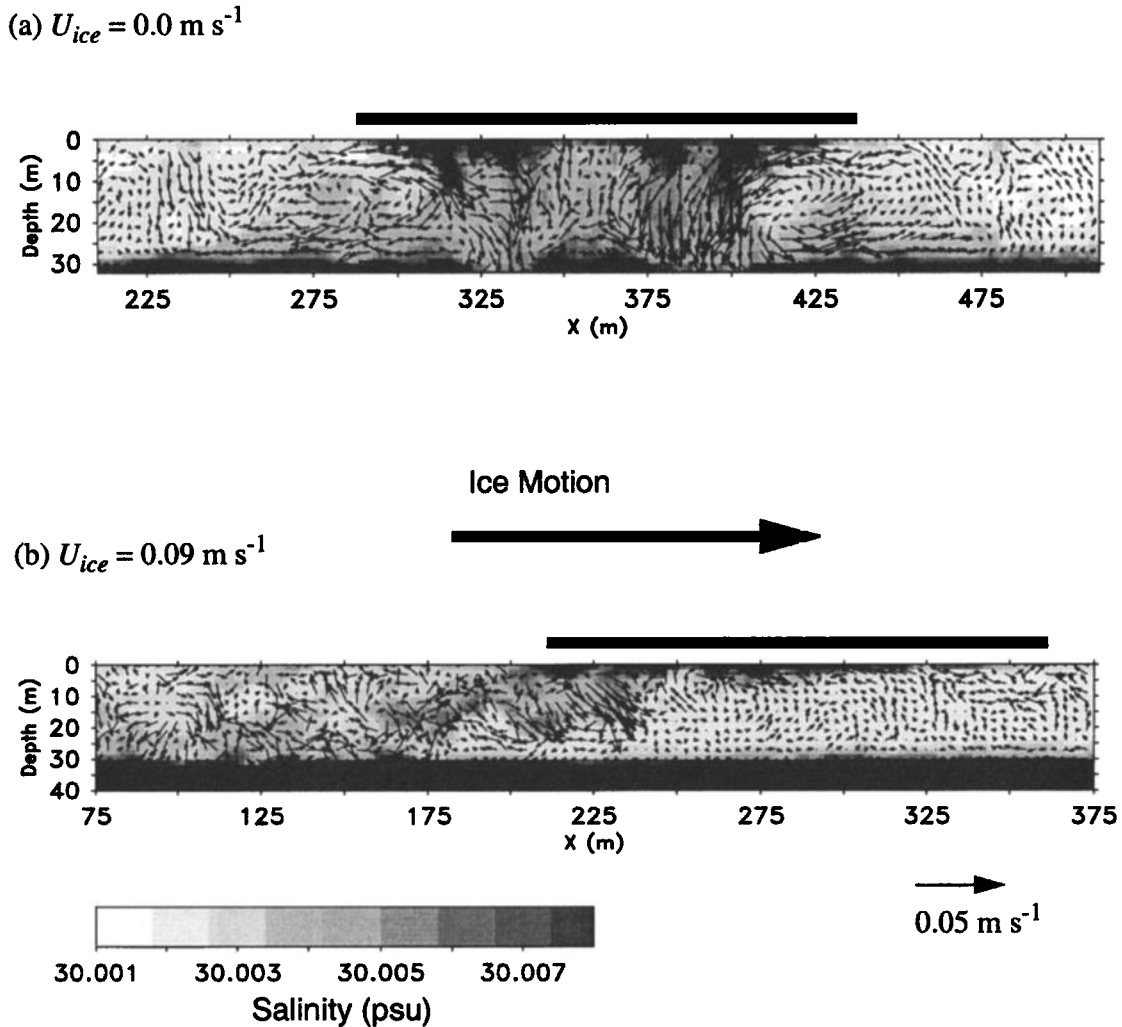 (a) U_ice = 0.0 m s⁻¹
0
10
20
30
Depth (m)
225 275 325 375 425 475
X (m)
Ice Motion
(b) U_ice = 0.09 m s⁻¹
0
10
20
30
40
Depth (m)
75 125 175 225 275 325 375
X (m)
0.05 m s⁻¹
30.001 30.003 30.005 30.007
Salinity (psu)